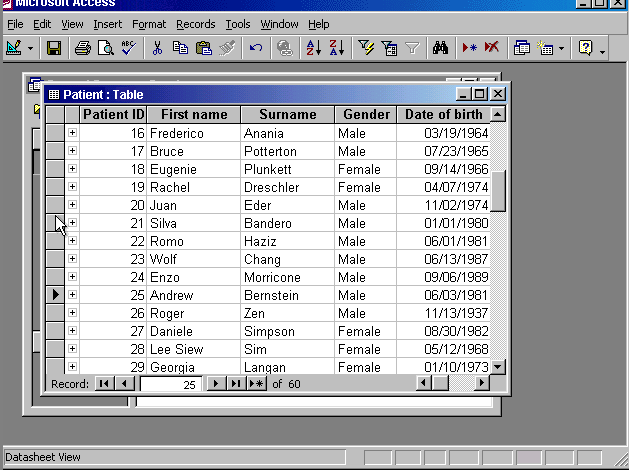 Microsoft Access
File Edit View Insert Format Records Tools Window Help
Patient : Table
Patient ID First name Surname Gender Date of birth
16 Frederico Anania Male 03/19/1964
17 Bruce Potterton Male 07/23/1965
18 Eugenie Plunkett Female 09/14/1966
19 Rachel Dreschler Female 04/07/1974
20 Juan Eder Male 11/02/1974
21 Silva Bandero Male 01/01/1980
22 Romo Haziz Male 06/01/1981
23 Wolf Chang Male 06/13/1987
24 Enzo Morricone Male 09/06/1989
25 Andrew Bernstein Male 06/03/1981
26 Roger Zen Male 11/13/1937
27 Daniele Simpson Female 08/30/1982
28 Lee Siew Sim Female 05/12/1968
29 Georgia Langan Female 01/10/1973
Record: 25 of 60
Datasheet View